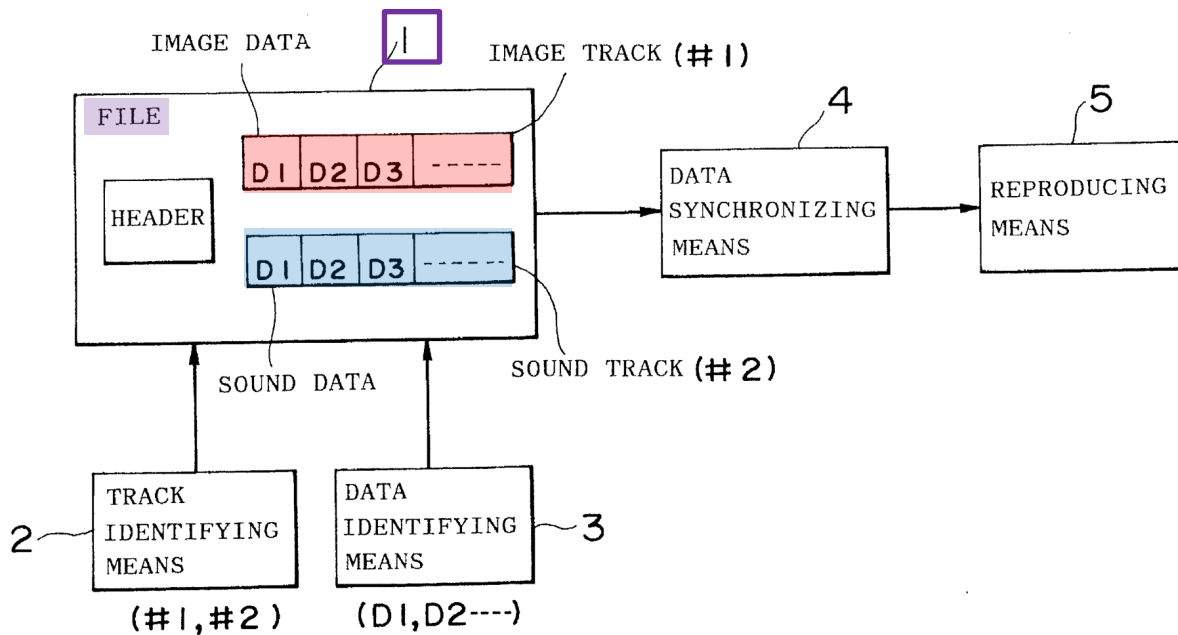 IMAGE DATA
1
IMAGE TRACK (#1)
FILE
D1 D2 D3 -----
HEADER
D1 D2 D3 ------
SOUND DATA
SOUND TRACK (#2)
4
DATA
SYNCHRONIZING
MEANS
5
REPRODUCING
MEANS
2
TRACK
IDENTIFYING
MEANS
(#1,#2)
DATA
IDENTIFYING
MEANS
3
(D1,D2----)